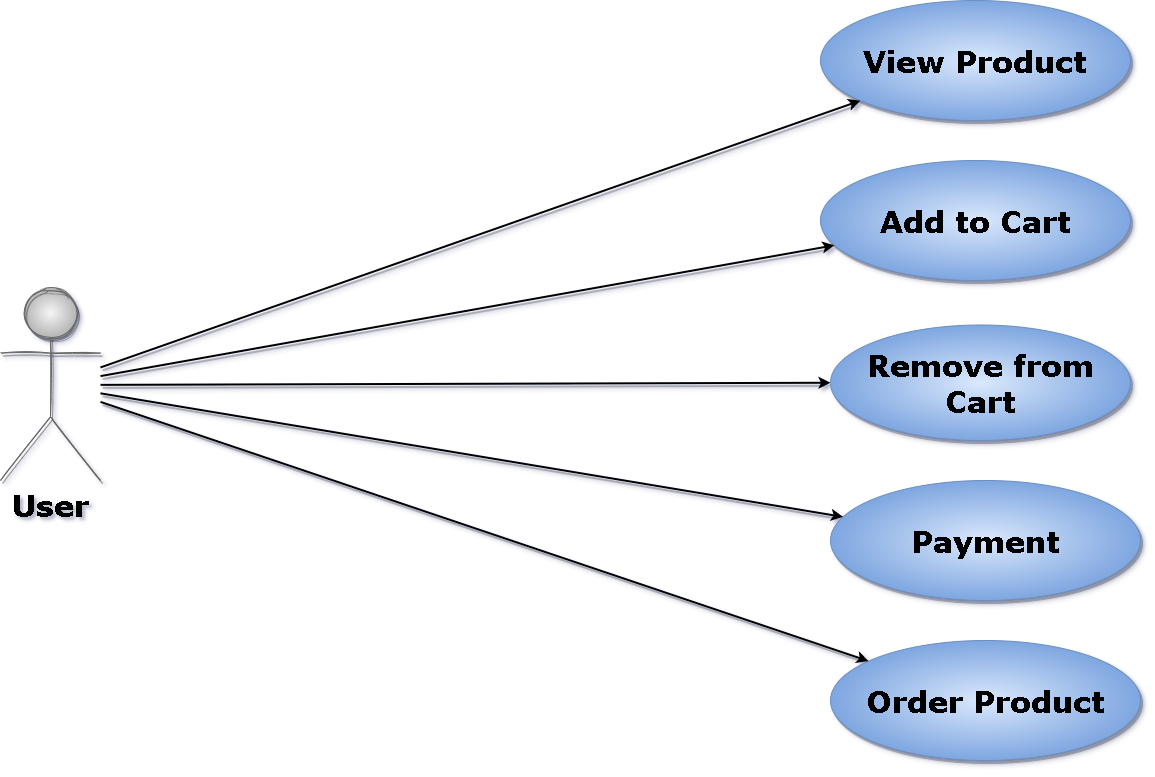 View Product
Add to Cart
Remove from
Cart
User
Payment
Order Product